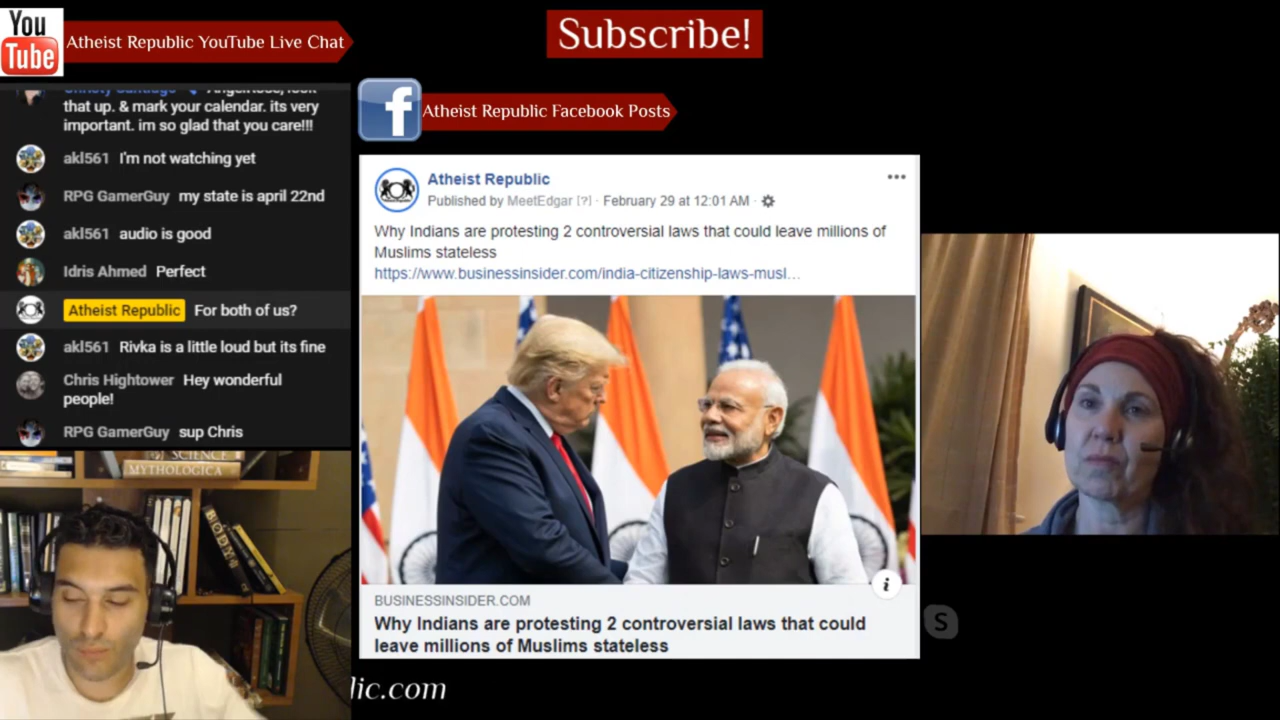 You
Tube
Atheist Republic YouTube Live Chat
Subscribe!
that up. & mark your calendar. its very
important. im so glad that you care!!!
akl561 I'm not watching yet
RPG GamerGuy my state is april 22nd
akl561 audio is good
Idris Ahmed Perfect
Atheist Republic For both of us?
akl561 Rivka is a little loud but its fine
Chris Hightower Hey wonderful
people!
RPG GamerGuy sup Chris
f
Atheist Republic Facebook Posts
Atheist Republic
Published by MeetEdgar [?] · February 29 at 12:01 AM ·
Why Indians are protesting 2 controversial laws that could leave millions of
Muslims stateless
https://www.businessinsider.com/india-citizenship-laws-musl…
i
BUSINESSINSIDER.COM
Why Indians are protesting 2 controversial laws that could
leave millions of Muslims stateless
S
SCIENCE
MYTHOLOGICA
BIODME
lic.com